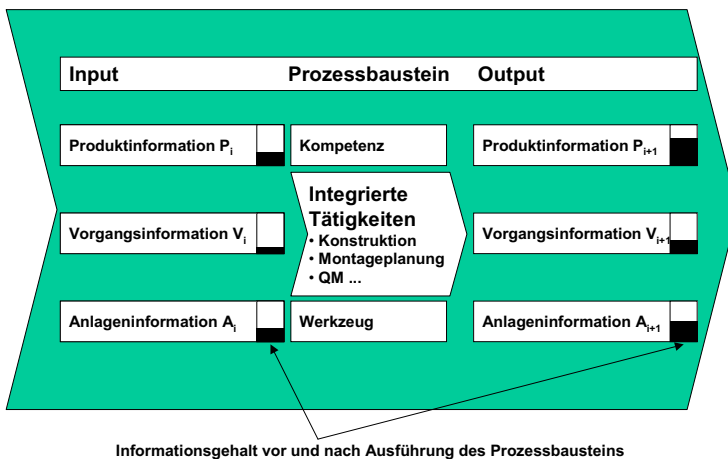 Input Prozessbaustein Output
Produktinformation Pi Kompetenz Produktinformation Pi+1
Integrierte
Tätigkeiten
• Konstruktion
• Montageplanung
• QM ...
Vorgangsinformation Vi Vorgangsinformation Vi+1
Anlageninformation Ai Werkzeug Anlageninformation Ai+1
Informationsgehalt vor und nach Ausführung des Prozessbausteins